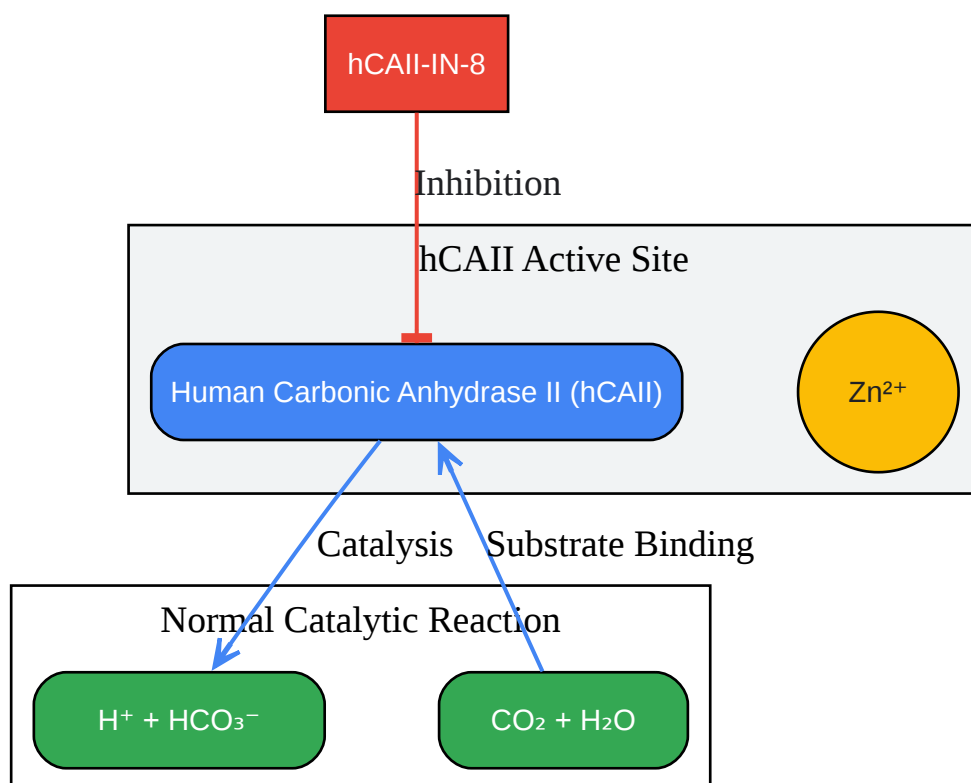 hCAII-IN-8
Inhibition
hCAII Active Site
Human Carbonic Anhydrase II (hCAII)
Zn²⁺
Catalysis
Substrate Binding
Normal Catalytic Reaction
H⁺ + HCO₃⁻
CO₂ + H₂O